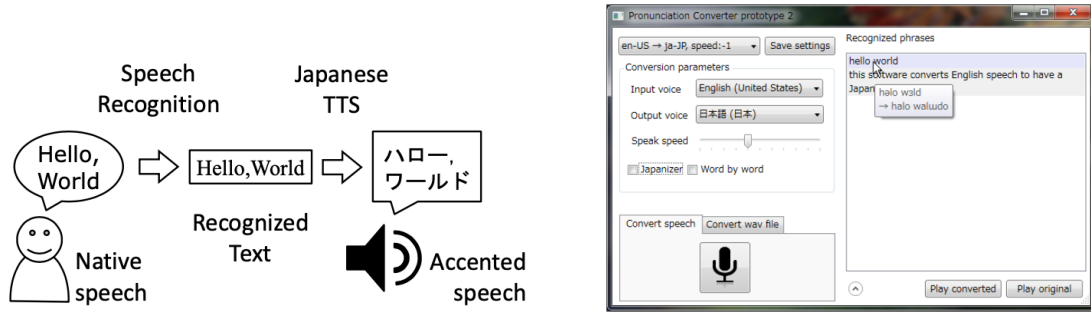 Speech
Recognition
Japanese
TTS
Hello,
World
Hello,World
ハロー,
ワールド
Recognized
Text
Native
speech
Accented
speech
Pronunciation Converter prototype 2
en-US → ja-JP, speed:-1
Save settings
Conversion parameters
Input voice
English (United States)
Output voice
日本語 (日本)
Speak speed
Japanizer
Word by word
Convert speech
Convert wav file
Recognized phrases
hello world
this software converts English speech to have a
Japan
halo wɜld
→ halo walɯdo
Play converted
Play original